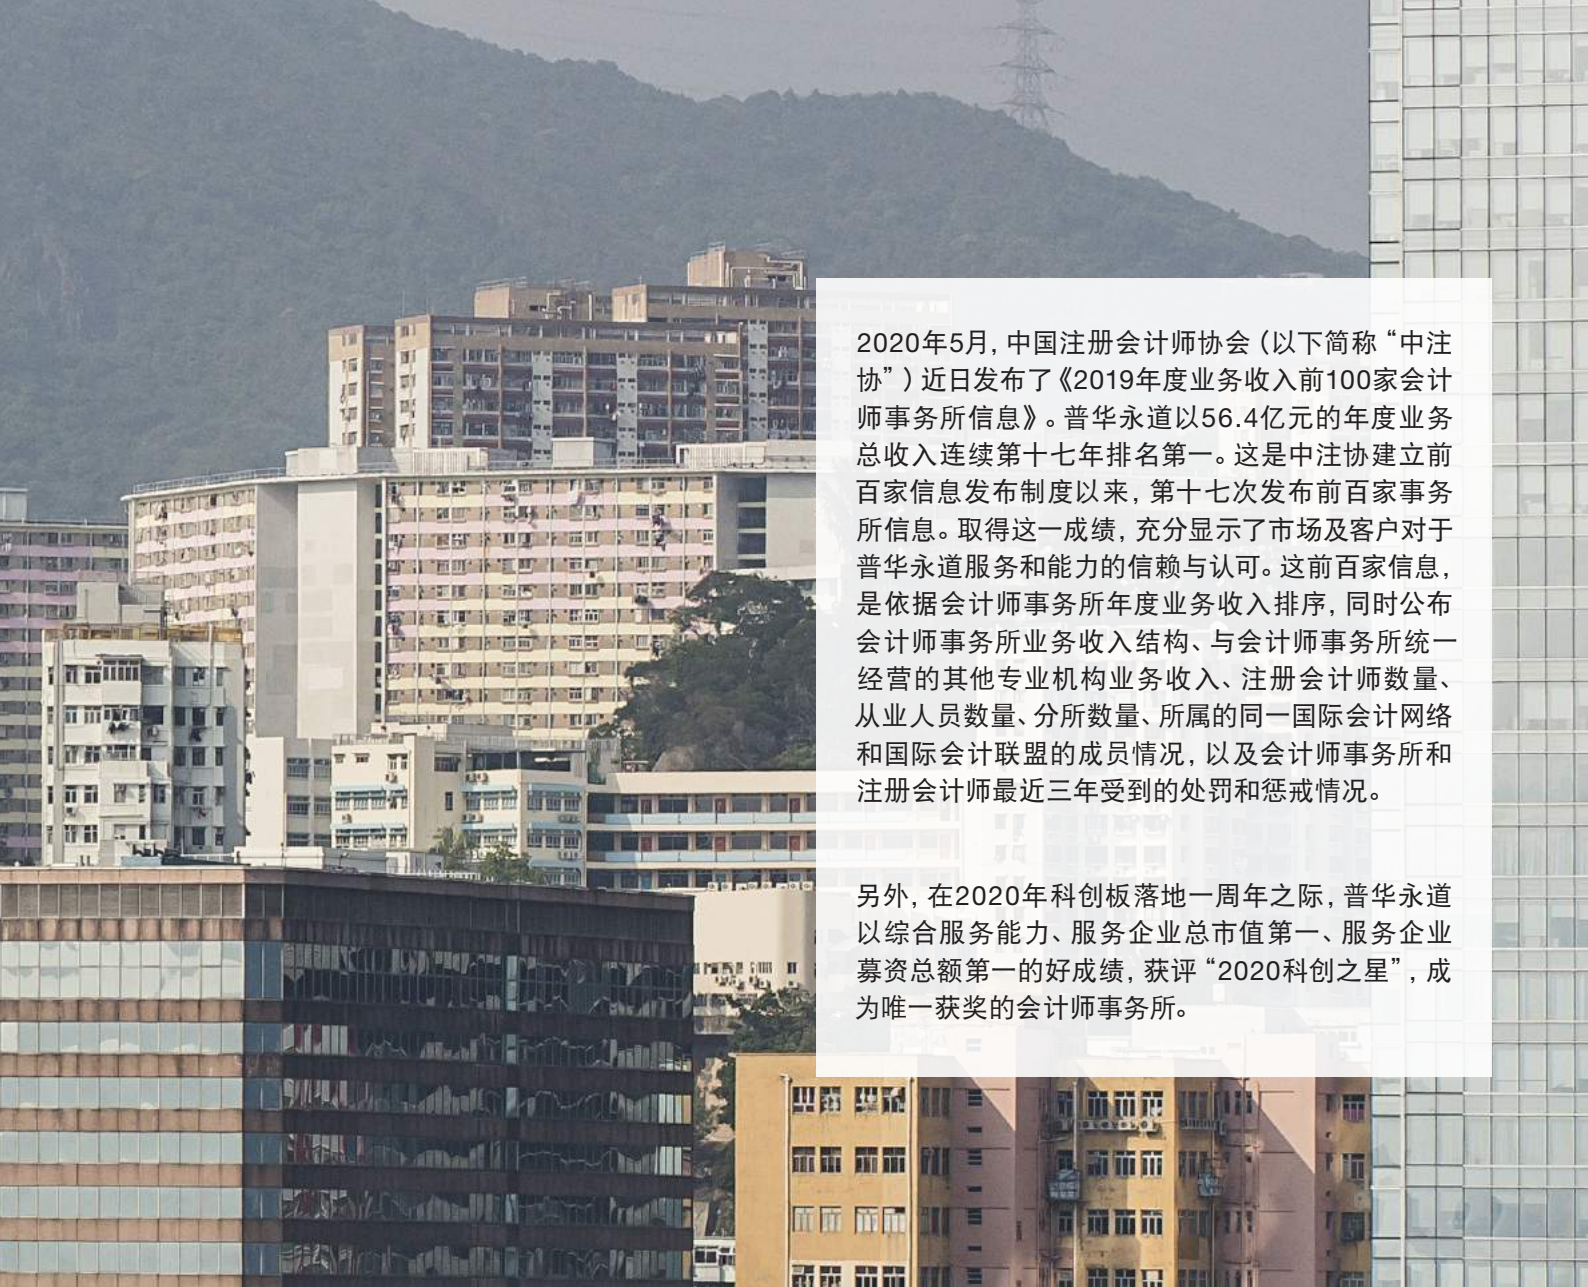 2020年5月，中国注册会计师协会（以下简称“中注
协”）近日发布了《2019年度业务收入前100家会计
师事务所信息》。普华永道以56.4亿元的年度业务
总收入连续第十七年排名第一。这是中注协建立前
百家信息发布制度以来，第十七次发布前百家事务
所信息。取得这一成绩，充分显示了市场及客户对于
普华永道服务和能力的信赖与认可。这前百家信息，
是依据会计师事务所年度业务收入排序，同时公布
会计师事务所业务收入结构、与会计师事务所统一
经营的其他专业机构业务收入、注册会计师数量、
从业人员数量、分所数量、所属的同一国际会计网络
和国际会计联盟的成员情况，以及会计师事务所和
注册会计师最近三年受到的处罚和惩戒情况。
另外，在2020年科创板落地一周年之际，普华永道
以综合服务能力、服务企业总市值第一、服务企业
募资总额第一的好成绩，获评“2020科创之星”，成
为唯一获奖的会计师事务所。